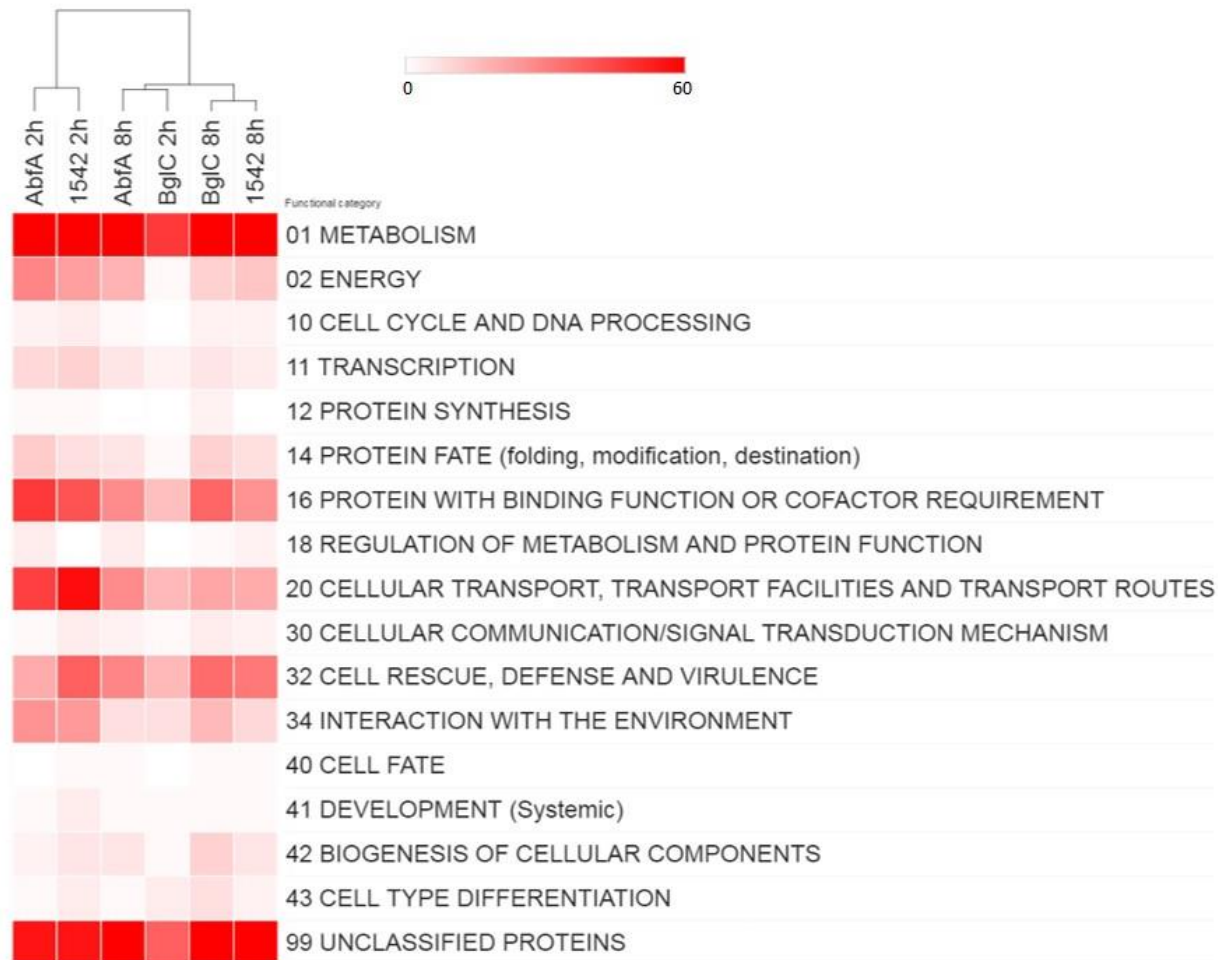 0 60
AbfA 2h
1542 2h
AbfA 8h
BglC 2h
BglC 8h
1542 8h
Functional category
01 METABOLISM
02 ENERGY
10 CELL CYCLE AND DNA PROCESSING
11 TRANSCRIPTION
12 PROTEIN SYNTHESIS
14 PROTEIN FATE (folding, modification, destination)
16 PROTEIN WITH BINDING FUNCTION OR COFACTOR REQUIREMENT
18 REGULATION OF METABOLISM AND PROTEIN FUNCTION
20 CELLULAR TRANSPORT, TRANSPORT FACILITIES AND TRANSPORT ROUTES
30 CELLULAR COMMUNICATION/SIGNAL TRANSDUCTION MECHANISM
32 CELL RESCUE, DEFENSE AND VIRULENCE
34 INTERACTION WITH THE ENVIRONMENT
40 CELL FATE
41 DEVELOPMENT (Systemic)
42 BIOGENESIS OF CELLULAR COMPONENTS
43 CELL TYPE DIFFERENTIATION
99 UNCLASSIFIED PROTEINS